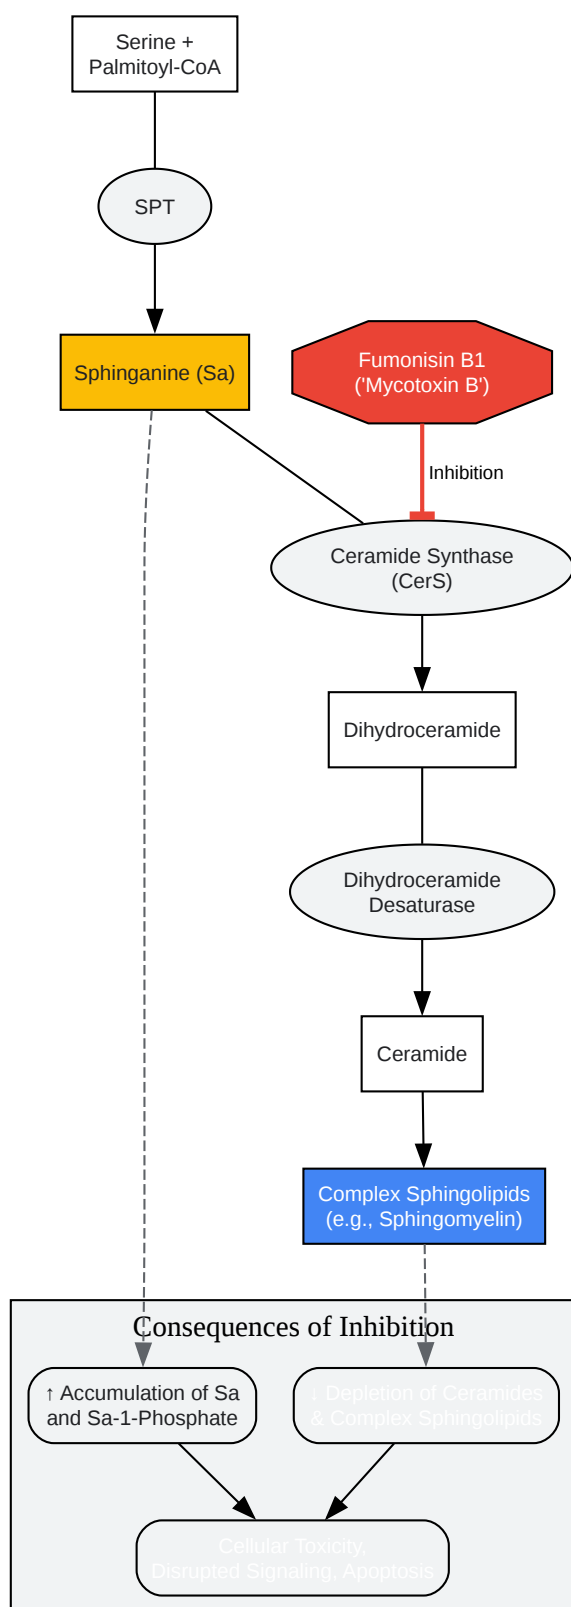 Serine +
Palmitoyl-CoA
SPT
Sphinganine (Sa)
Fumonisin B1
('Mycotoxin B')
Inhibition
Ceramide Synthase
(CerS)
Dihydroceramide
Dihydroceramide
Desaturase
Ceramide
Complex Sphingolipids
(e.g., Sphingomyelin)
Consequences of Inhibition
↑ Accumulation of Sa
and Sa-1-Phosphate
↓ Depletion of Ceramides
& Complex Sphingolipids
Cellular Toxicity,
Disrupted Signaling, Apoptosis